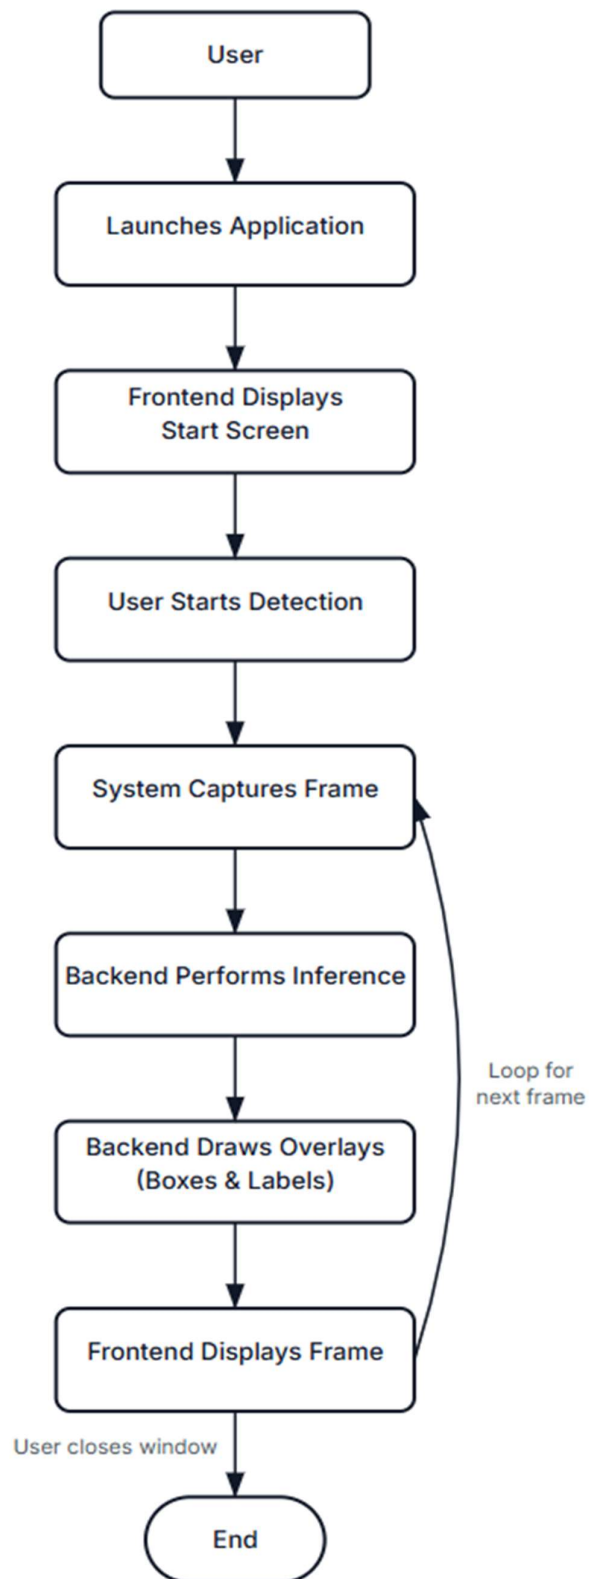 User
Launches Application
Frontend Displays
Start Screen
User Starts Detection
System Captures Frame
Backend Performs Inference
Loop for
next frame
Backend Draws Overlays
(Boxes & Labels)
Frontend Displays Frame
User closes window
End